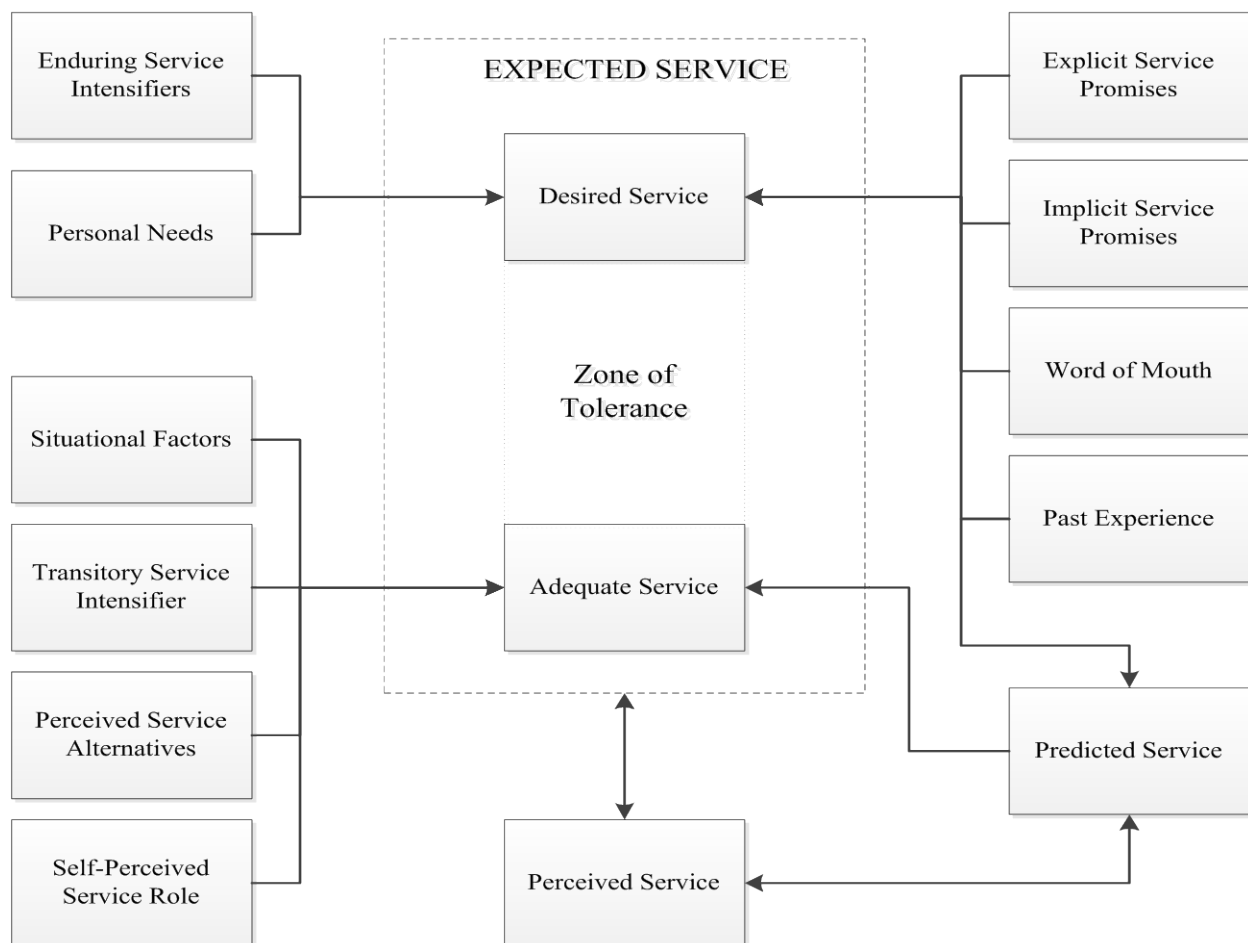 Enduring Service
Intensifiers
Personal Needs
Situational Factors
Transitory Service
Intensifier
Perceived Service
Alternatives
Self-Perceived
Service Role
EXPECTED SERVICE
Desired Service
Zone of
Tolerance
Adequate Service
Perceived Service
Explicit Service
Promises
Implicit Service
Promises
Word of Mouth
Past Experience
Predicted Service